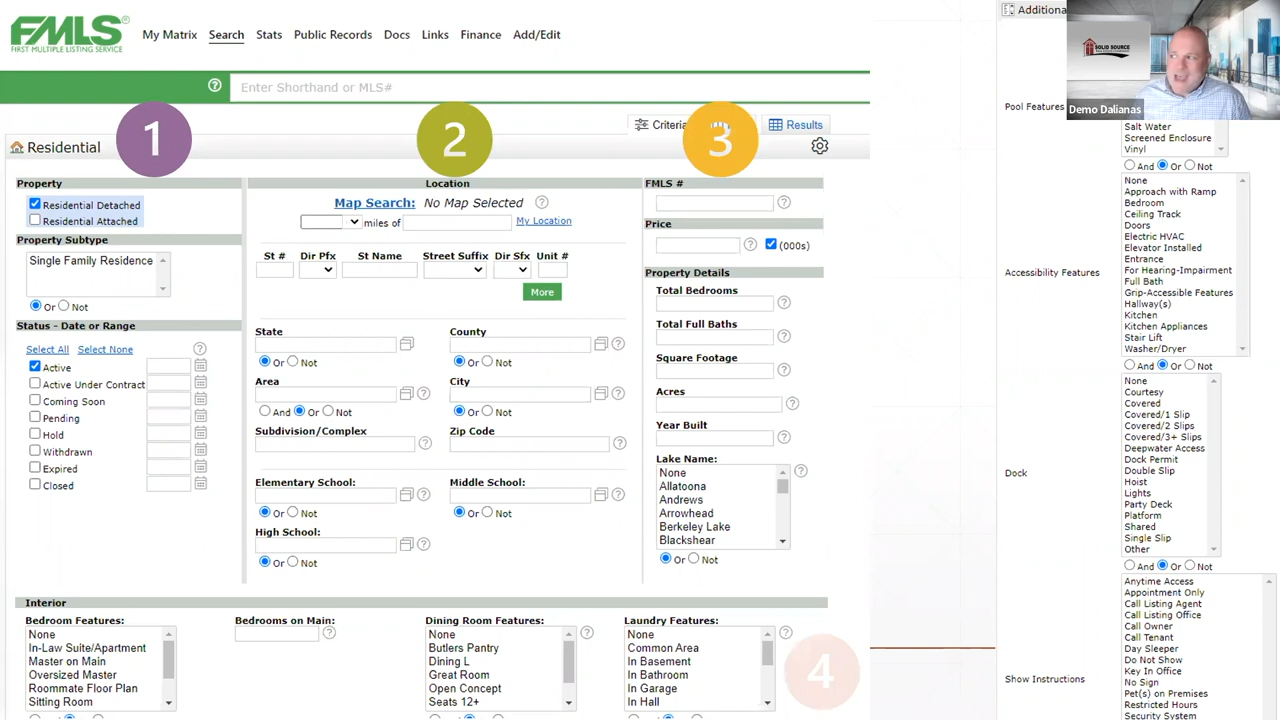 FMLS®
FIRST MULTIPLE LISTING SERVICE
My Matrix Search Stats Public Records Docs Links Finance Add/Edit
Enter Shorthand or MLS#
1
2
3
Criteria
Results
Residential
Property
Residential Detached
Residential Attached
Property Subtype
Single Family Residence
Or Not
Status - Date or Range
Select All Select None
Active
Active Under Contract
Coming Soon
Pending
Hold
Withdrawn
Expired
Closed
Location
Map Search: No Map Selected
miles of My Location
St # Dir Pfx St Name Street Suffix Dir Sfx Unit #
More
State County
Or Not Or Not
Area City
And Or Not Or Not
Subdivision/Complex Zip Code
Elementary School: Middle School:
Or Not Or Not
High School:
Or Not
FMLS #
Price
(000s)
Property Details
Total Bedrooms
Total Full Baths
Square Footage
Acres
Year Built
Lake Name:
None
Allatoona
Andrews
Arrowhead
Berkeley Lake
Blackshear
Or Not
Interior
Bedroom Features:
None
In-Law Suite/Apartment
Master on Main
Oversized Master
Roommate Floor Plan
Sitting Room
Bedrooms on Main:
Dining Room Features:
None
Butlers Pantry
Dining L
Great Room
Open Concept
Seats 12+
Laundry Features:
None
Common Area
In Basement
In Bathroom
In Garage
In Hall
4
Additiona
SOLID SOURCE
Demo Dalianas
Pool Features
Salt Water
Screened Enclosure
Vinyl
And Or Not
Accessibility Features
None
Approach with Ramp
Bedroom
Ceiling Track
Doors
Electric HVAC
Elevator Installed
Entrance
For Hearing-Impairment
Full Bath
Grip-Accessible Features
Hallway(s)
Kitchen
Kitchen Appliances
Stair Lift
Washer/Dryer
And Or Not
Dock
None
Courtesy
Covered
Covered/1 Slip
Covered/2 Slips
Covered/3+ Slips
Deepwater Access
Dock Permit
Double Slip
Hoist
Lights
Party Deck
Platform
Shared
Single Slip
Other
And Or Not
Show Instructions
Anytime Access
Appointment Only
Call Listing Agent
Call Listing Office
Call Owner
Call Tenant
Day Sleeper
Do Not Show
Key In Office
No Sign
Pet(s) on Premises
Restricted Hours
Security System